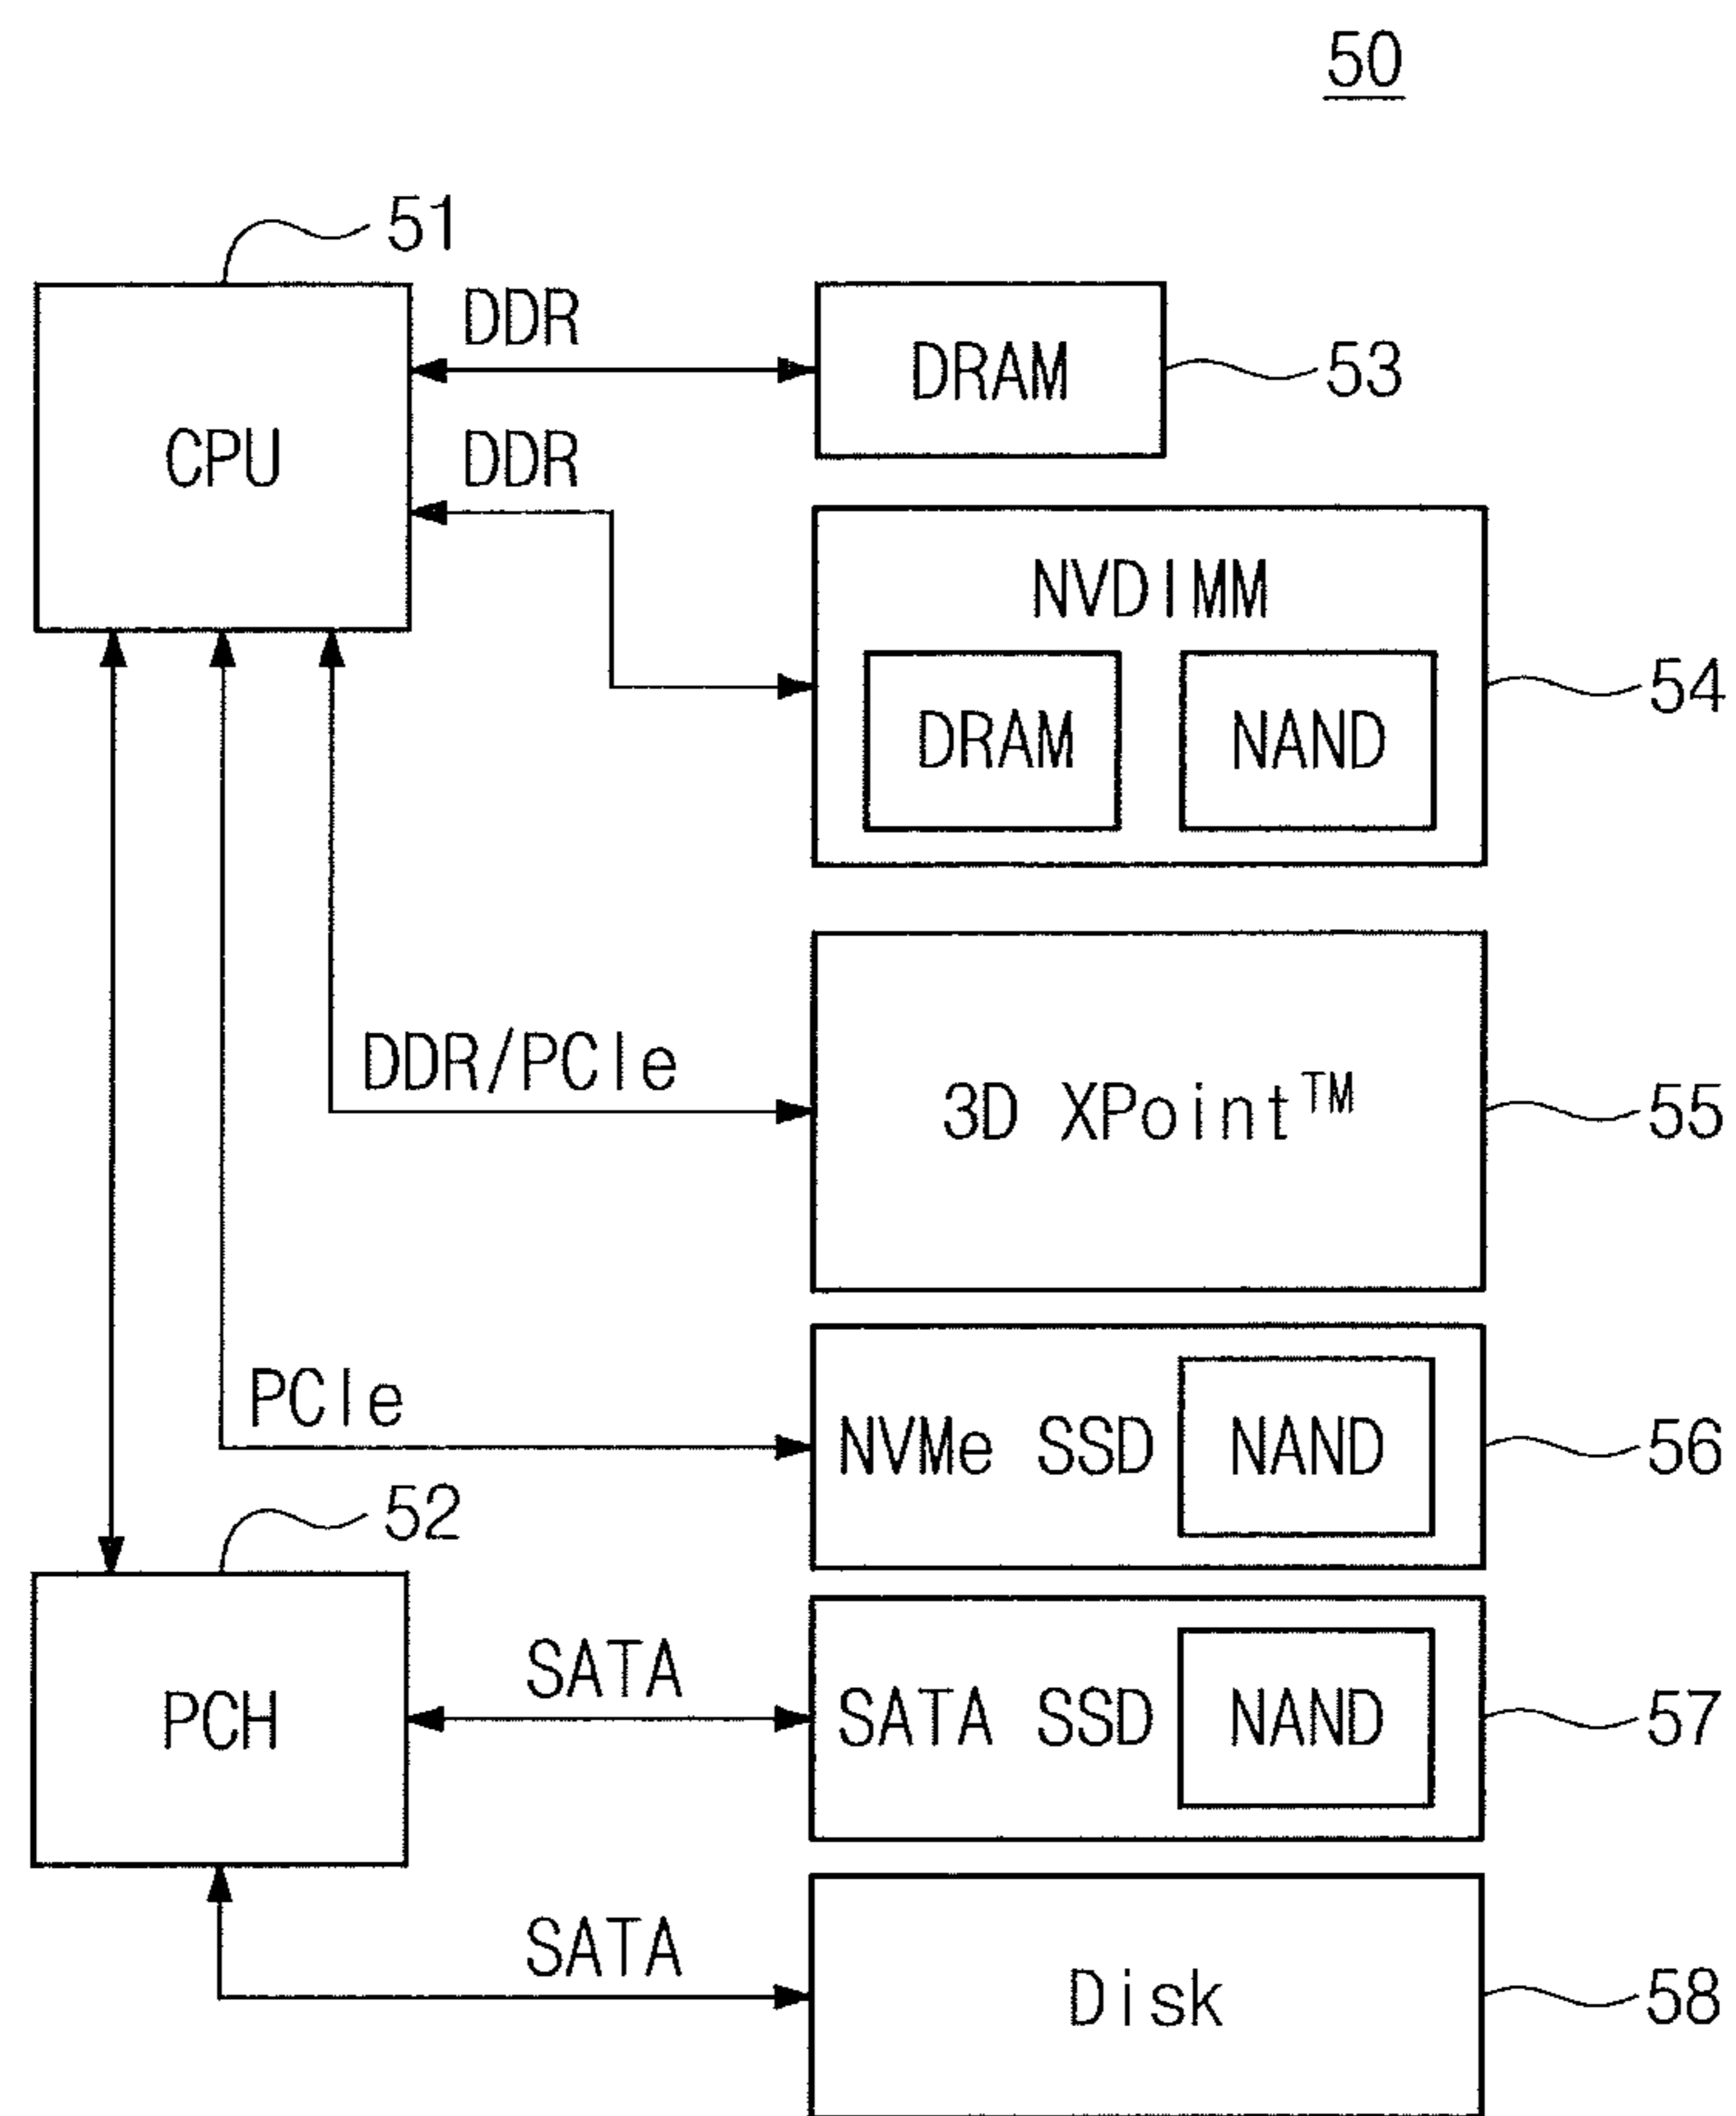 50
51
DDR
DRAM
53
CPU
DDR
NVDIMM
DRAM
NAND
54
DDR/PCIe
3D XPoint™
55
PCIe
NVMe SSD
NAND
56
52
PCH
SATA
SATA SSD
NAND
57
SATA
Disk
58